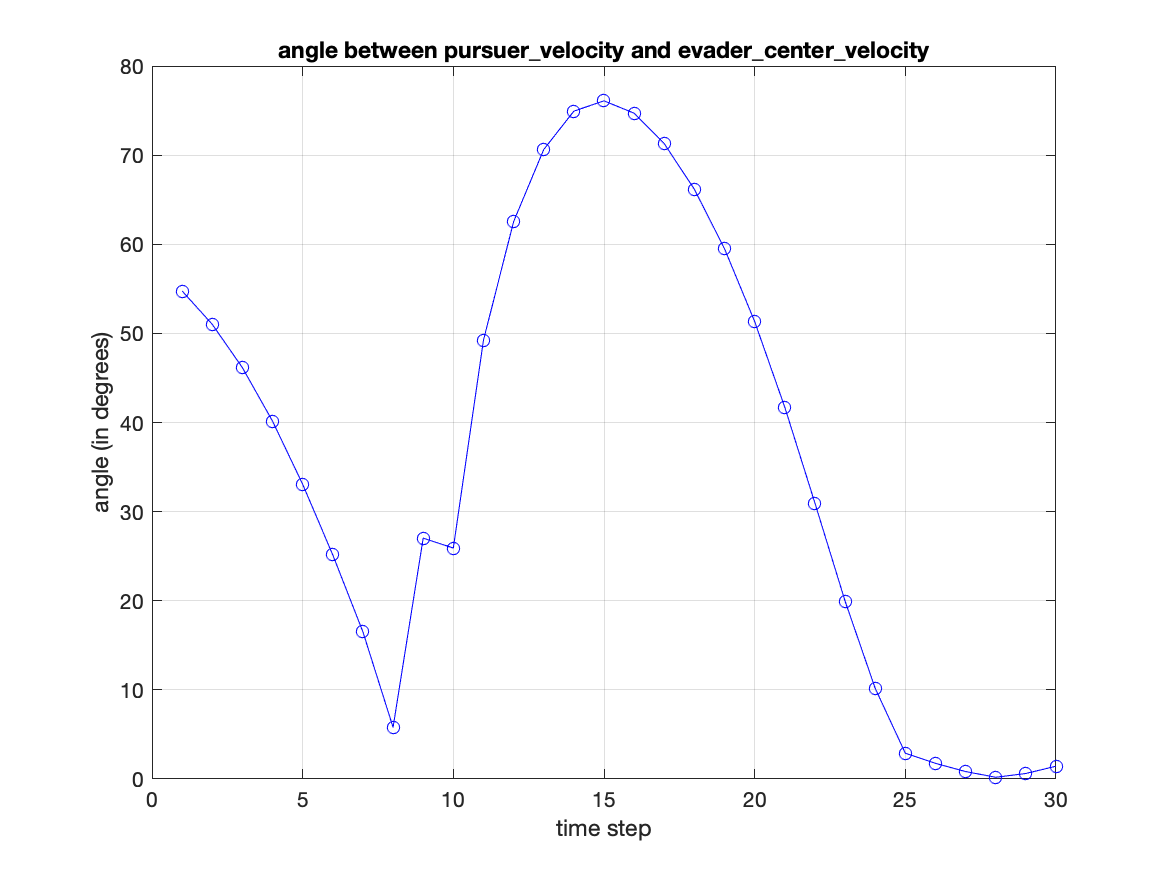 angle between pursuer_velocity and evader_center_velocity
80
70
60
50
40
30
20
10
0
angle (in degrees)
0 5 10 15 20 25 30
time step